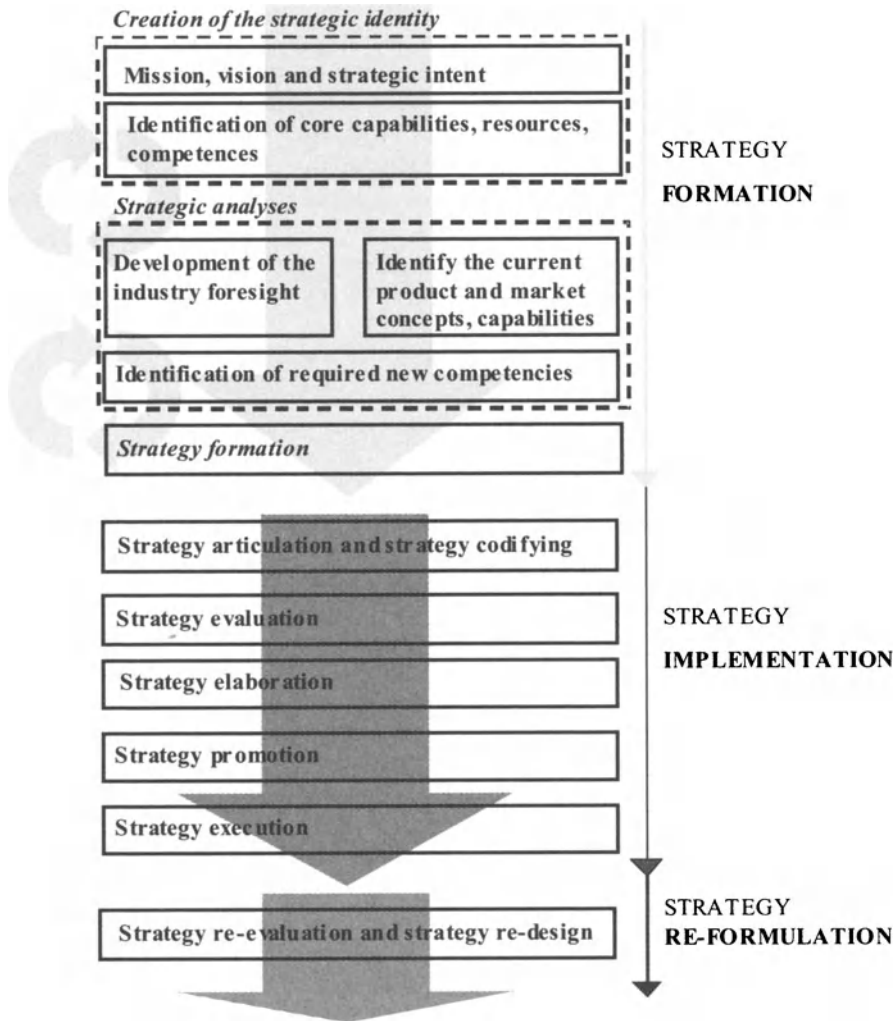 Creation of the strategic identity
Mission, vision and strategic intent
Identification of core capabilities, resources,
competences
STRATEGY
FORMATION
Strategic analyses
Development of the
industry foresight
Identify the current
product and market
concepts, capabilities
Identification of required new competencies
Strategy formation
Strategy articulation and strategy codifying
Strategy evaluation
Strategy elaboration
Strategy promotion
Strategy execution
STRATEGY
IMPLEMENTATION
Strategy re-evaluation and strategy re-design
STRATEGY
RE-FORMULATION